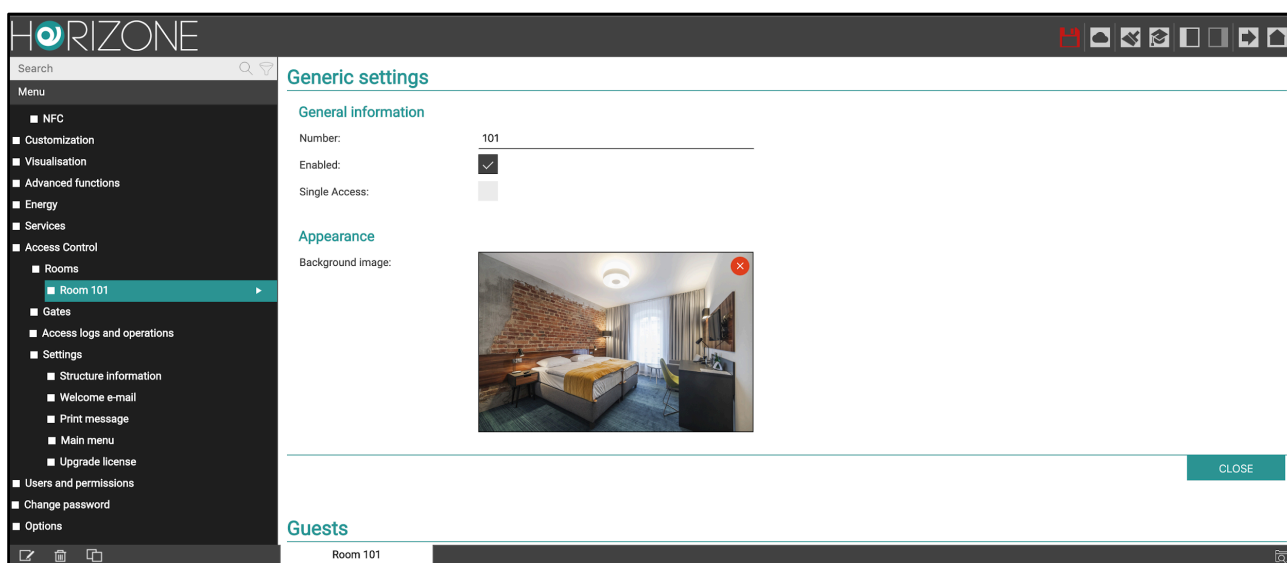 HORIZONE
Search
Menu
NFC
Customization
Visualisation
Advanced functions
Energy
Services
Access Control
Rooms
Room 101
Gates
Access logs and operations
Settings
Structure information
Welcome e-mail
Print message
Main menu
Upgrade license
Users and permissions
Change password
Options
Generic settings
General information
Number: 101
Enabled:
Single Access:
Appearance
Background image:
CLOSE
Guests
Room 101